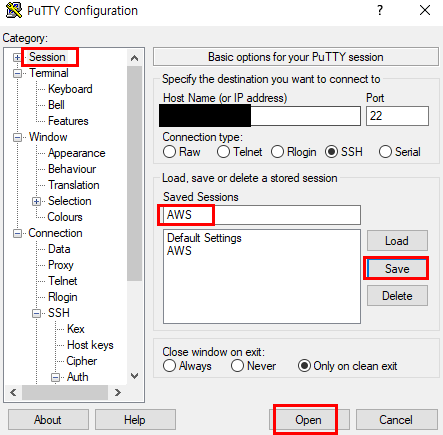 PuTTY Configuration
Category:
Session
Terminal
Keyboard
Bell
Features
Window
Appearance
Behaviour
Translation
Selection
Colours
Connection
Data
Proxy
Telnet
Rlogin
SSH
Kex
Host keys
Cipher
Auth
Basic options for your PuTTY session
Specify the destination you want to connect to
Host Name (or IP address) Port
22
Connection type:
Raw Telnet Rlogin SSH Serial
Load, save or delete a stored session
Saved Sessions
AWS
Default Settings
AWS
Load
Save
Delete
Close window on exit:
Always Never Only on clean exit
About Help Open Cancel